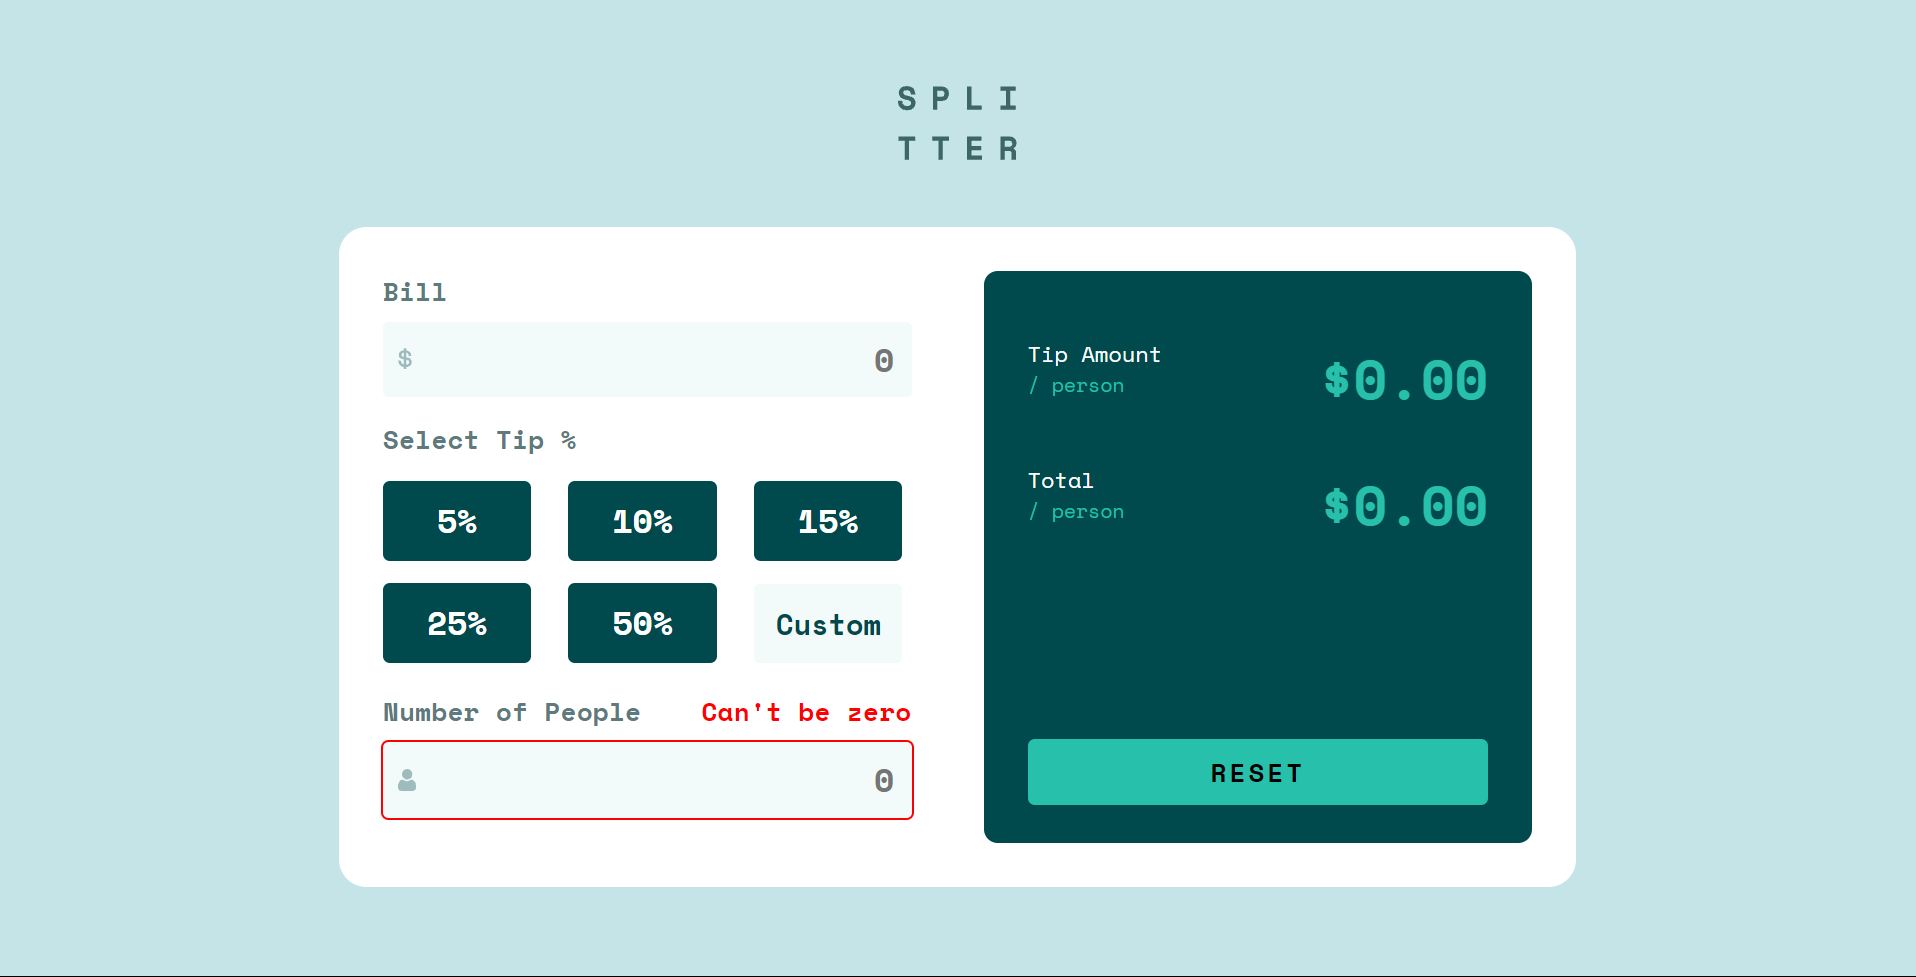 SPLI
TTER
Bill
$ 0
Select Tip %
5% 10% 15%
25% 50% Custom
Number of People Can't be zero
0
Tip Amount
/ person
$0.00
Total
/ person
$0.00
RESET